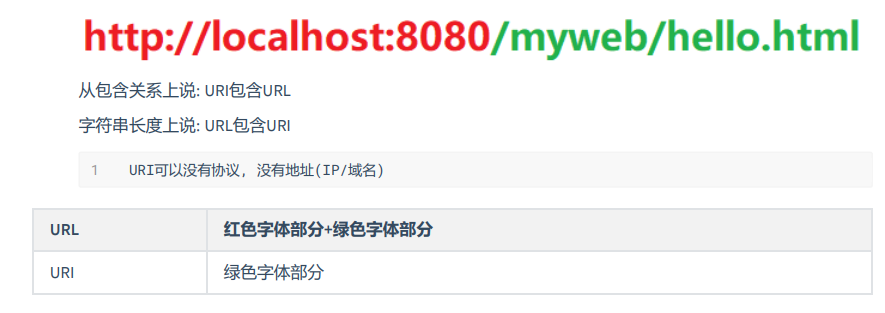 http://localhost:8080/myweb/hello.html
从包含关系上说: URI包含URL
字符串长度上说: URL包含URI
1 URI可以没有协议, 没有地址(IP/域名)
URL 红色字体部分+绿色字体部分
URI 绿色字体部分